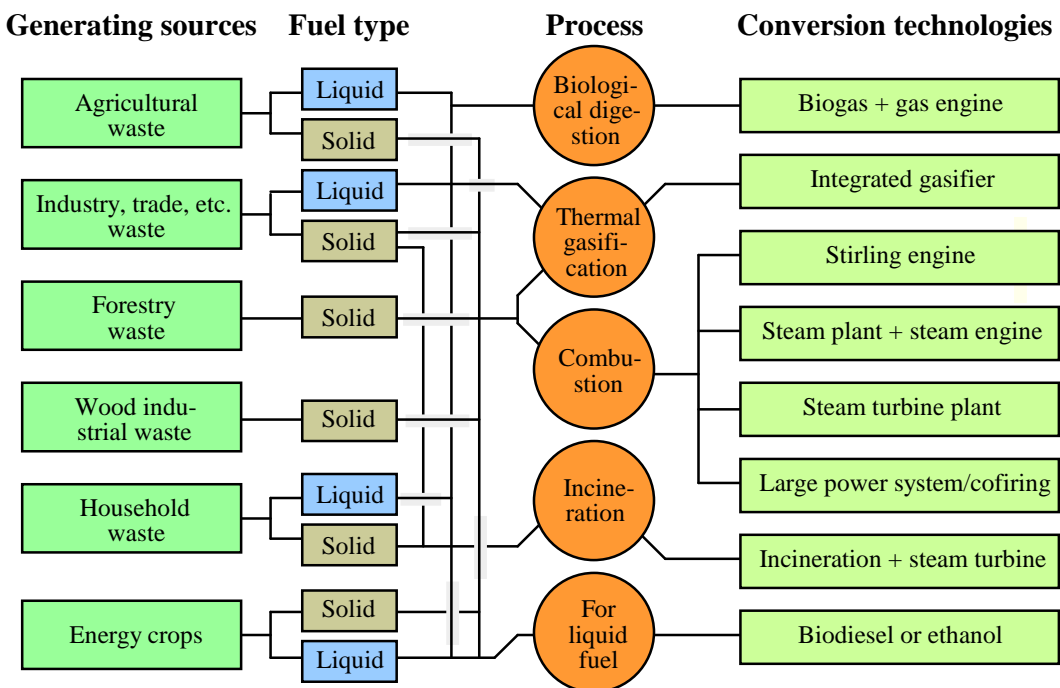 Generating sources Fuel type Process Conversion technologies
Agricultural
waste
Liquid
Solid
Biologi-
cal dige-
stion
Biogas + gas engine
Industry, trade, etc.
waste
Liquid
Solid
Thermal
gasifi-
cation
Integrated gasifier
Stirling engine
Forestry
waste
Solid
Combu-
stion
Steam plant + steam engine
Wood indu-
strial waste
Solid
Steam turbine plant
Household
waste
Liquid
Solid
Incine-
ration
Large power system/cofiring
Incineration + steam turbine
Energy crops
Solid
Liquid
For
liquid
fuel
Biodiesel or ethanol